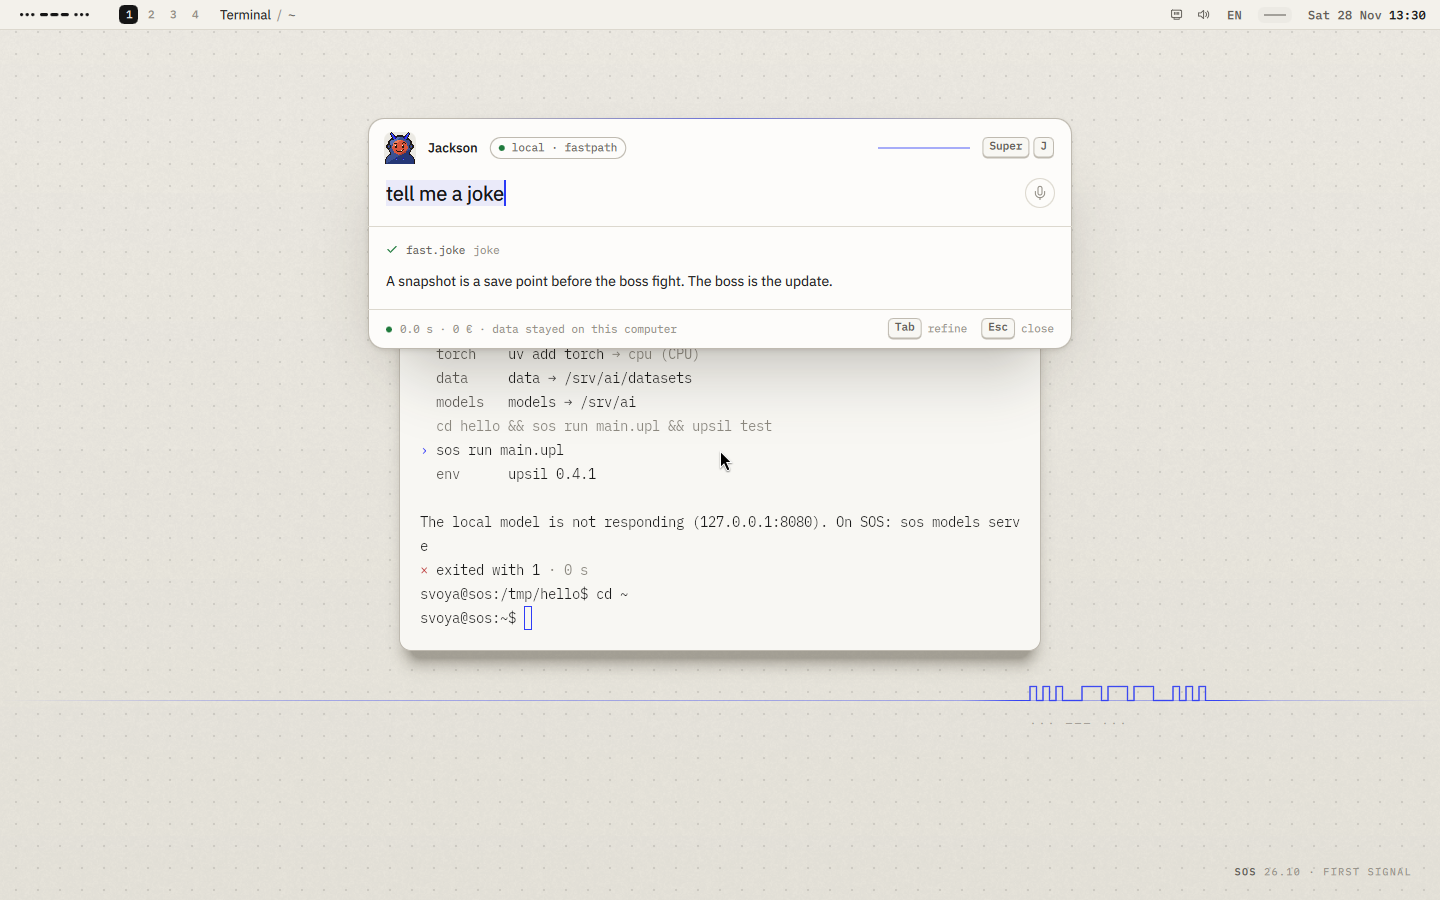 1 2 3 4 Terminal / ~ EN Sat 28 Nov 13:30
Jackson local · fastpath Super J
tell me a joke
fast.joke joke
A snapshot is a save point before the boss fight. The boss is the update.
0.0 s · 0 € · data stayed on this computer Tab refine Esc close
torch uv add torch → cpu (CPU)
data data → /srv/ai/datasets
models models → /srv/ai
cd hello && sos run main.upl && upsil test
› sos run main.upl
env upsil 0.4.1
The local model is not responding (127.0.0.1:8080). On SOS: sos models serv
e
× exited with 1 · 0 s
svoya@sos:/tmp/hello$ cd ~
svoya@sos:~$
··· −−− ···
SOS 26.10 · FIRST SIGNAL